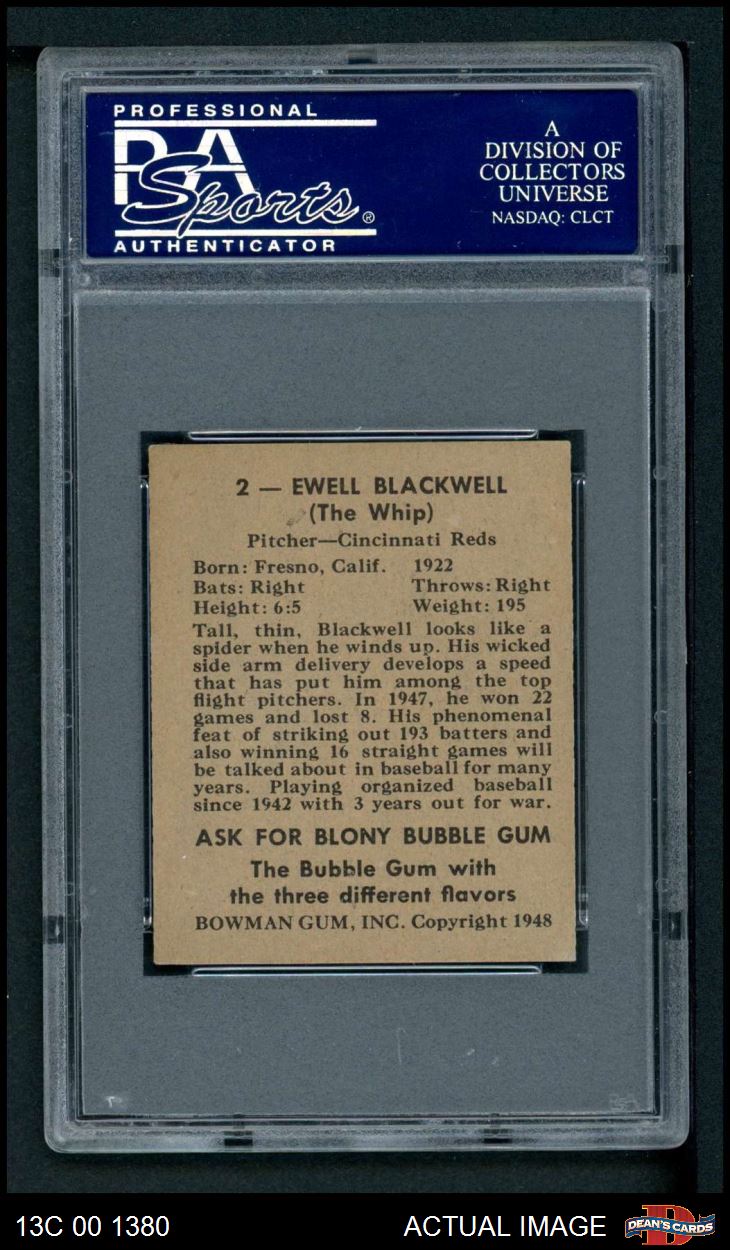 PROFESSIONAL
PSA
Sports®
AUTHENTICATOR
A
DIVISION OF
COLLECTORS
UNIVERSE
NASDAQ: CLCT
2 — EWELL BLACKWELL
(The Whip)
Pitcher—Cincinnati Reds
Born: Fresno, Calif. 1922
Bats: Right Throws: Right
Height: 6:5 Weight: 195
Tall, thin, Blackwell looks like a
spider when he winds up. His wicked
side arm delivery develops a speed
that has put him among the top
flight pitchers. In 1947, he won 22
games and lost 8. His phenomenal
feat of striking out 193 batters and
also winning 16 straight games will
be talked about in baseball for many
years. Playing organized baseball
since 1942 with 3 years out for war.
ASK FOR BLONY BUBBLE GUM
The Bubble Gum with
the three different flavors
BOWMAN GUM, INC. Copyright 1948
13C 00 1380
ACTUAL IMAGE
D
DEAN'S CARDS